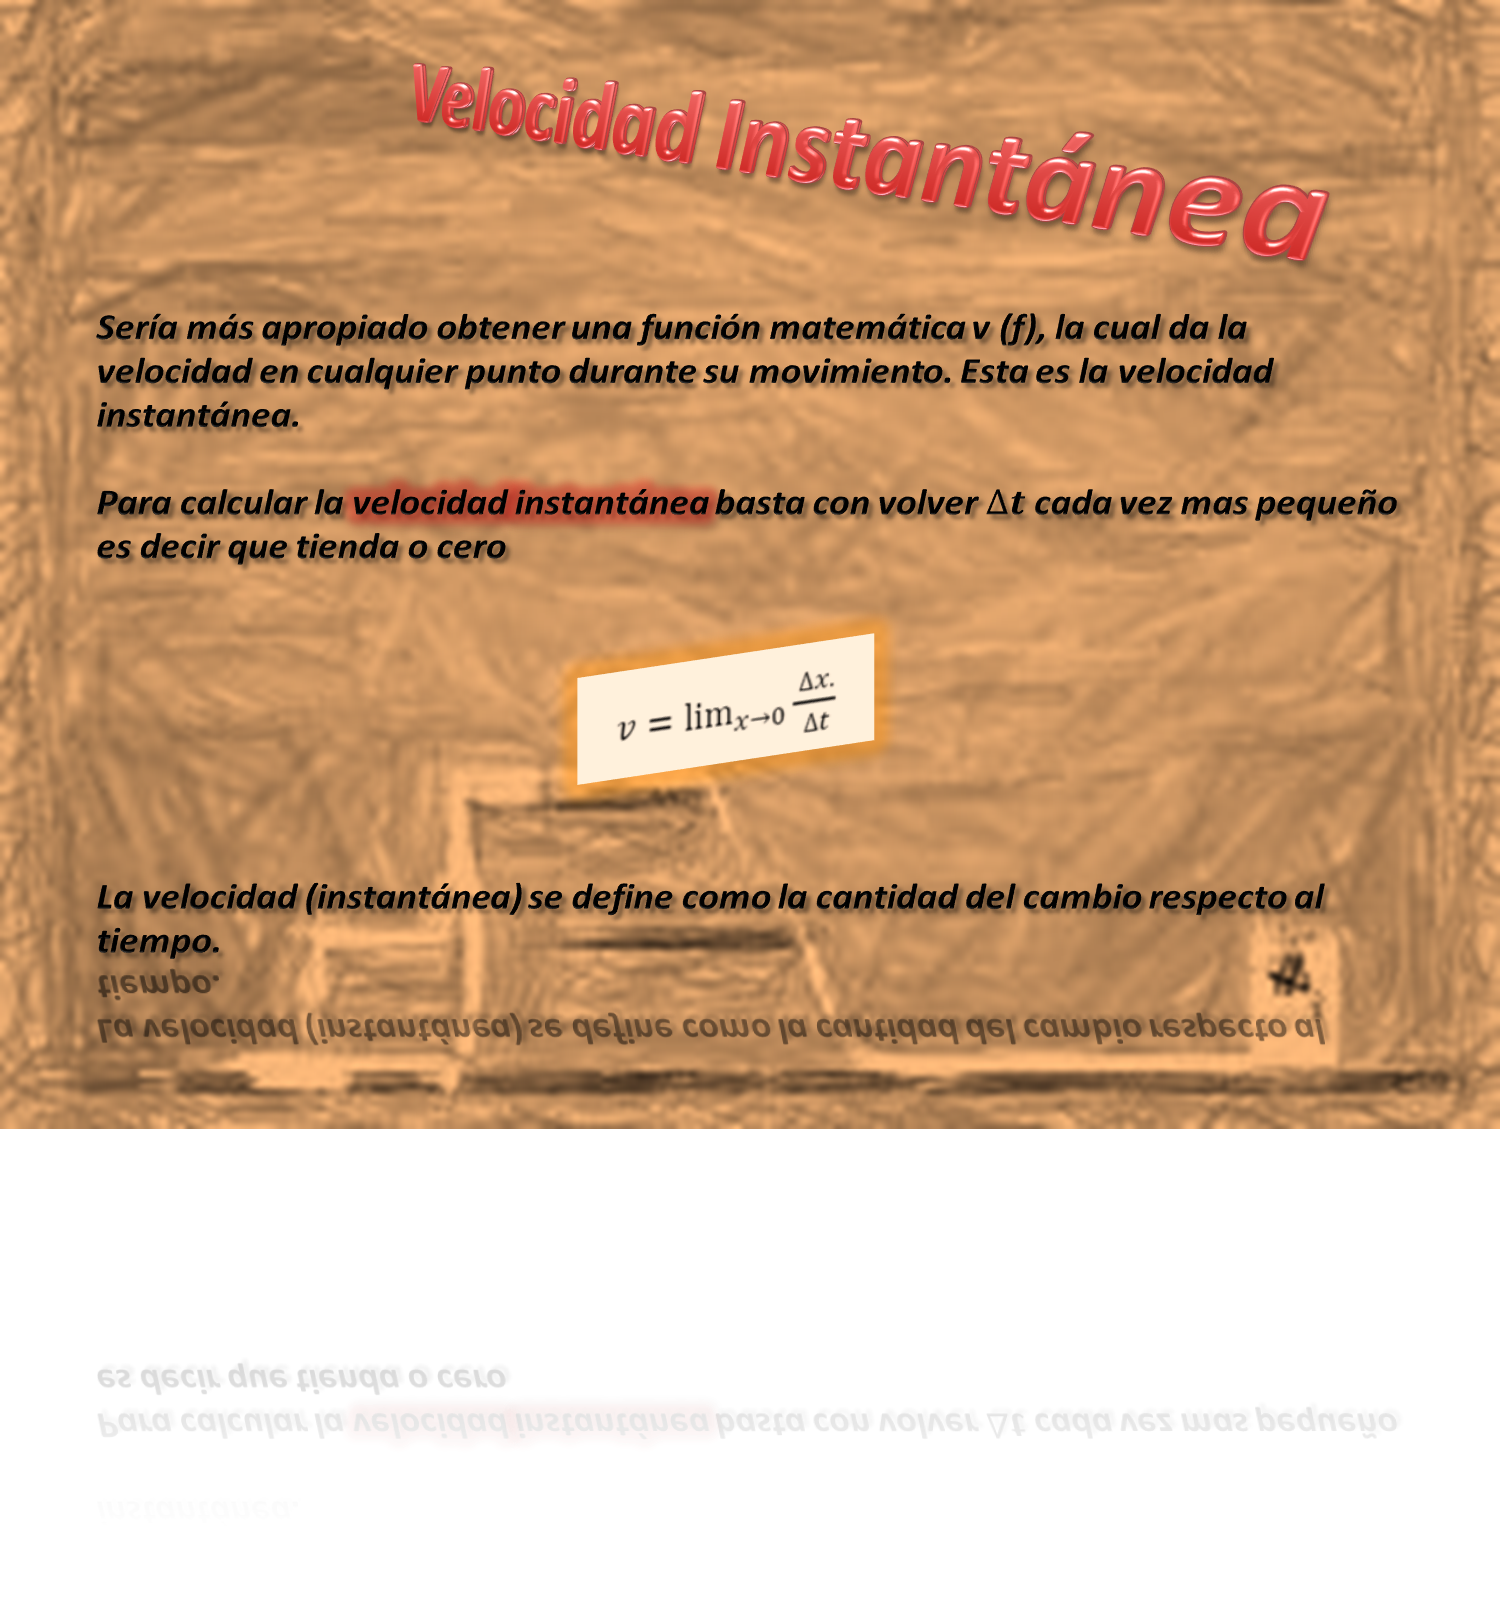 Velocidad Instantánea
Sería más apropiado obtener una función matemática v (f), la cual da la
velocidad en cualquier punto durante su movimiento. Esta es la velocidad
instantánea.
Para calcular la velocidad instantánea basta con volver Δt cada vez mas pequeño
es decir que tienda o cero
v = lim x→0 Δx. / Δt
La velocidad (instantánea) se define como la cantidad del cambio respecto al
tiempo.